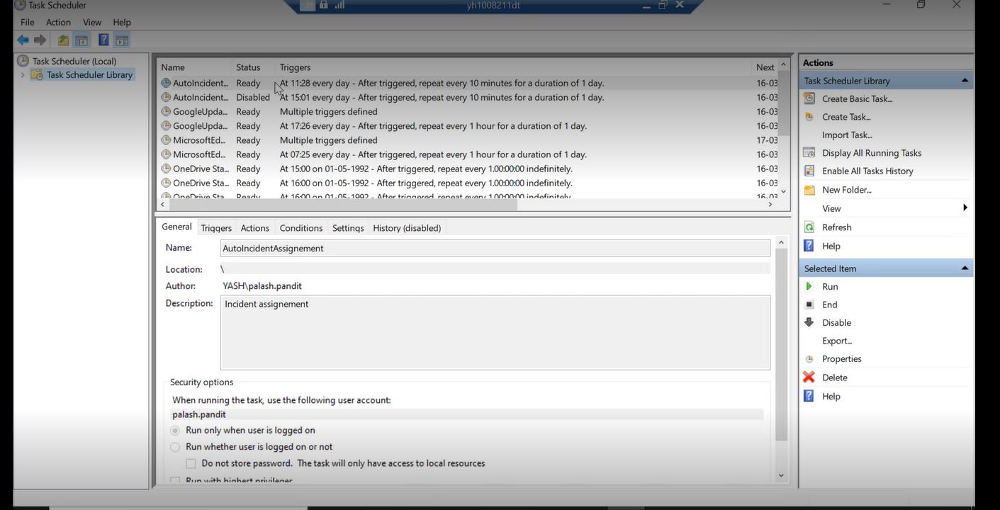 Task Scheduler
yh1008211dt
File Action View Help
Task Scheduler (Local)
Task Scheduler Library
Name Status Triggers Next
AutoIncident... Ready At 11:28 every day - After triggered, repeat every 10 minutes for a duration of 1 day. 16-03
AutoIncident... Disabled At 15:01 every day - After triggered, repeat every 10 minutes for a duration of 1 day. 16-03
GoogleUpda... Ready Multiple triggers defined 16-03
GoogleUpda... Ready At 17:26 every day - After triggered, repeat every 1 hour for a duration of 1 day. 16-03
MicrosoftEd... Ready Multiple triggers defined 17-03
MicrosoftEd... Ready At 07:25 every day - After triggered, repeat every 1 hour for a duration of 1 day. 16-03
OneDrive Sta... Ready At 15:00 on 01-05-1992 - After triggered, repeat every 1.00:00:00 indefinitely. 16-03
OneDrive Sta... Ready At 16:00 on 01-05-1992 - After triggered, repeat every 1.00:00:00 indefinitely. 16-03
OneDrive Sta... Ready At 16:00 on 01-05-1992 - After triggered, repeat every 1.00:00:00 indefinitely. 16-03
General Triggers Actions Conditions Settings History (disabled)
Name: AutoIncidentAssignement
Location: \
Author: YASH\palash.pandit
Description: Incident assignement
Security options
When running the task, use the following user account:
palash.pandit
Run only when user is logged on
Run whether user is logged on or not
Do not store password. The task will only have access to local resources
Run with highest privileges
Actions
Task Scheduler Library
Create Basic Task...
Create Task...
Import Task...
Display All Running Tasks
Enable All Tasks History
New Folder...
View
Refresh
Help
Selected Item
Run
End
Disable
Export...
Properties
Delete
Help